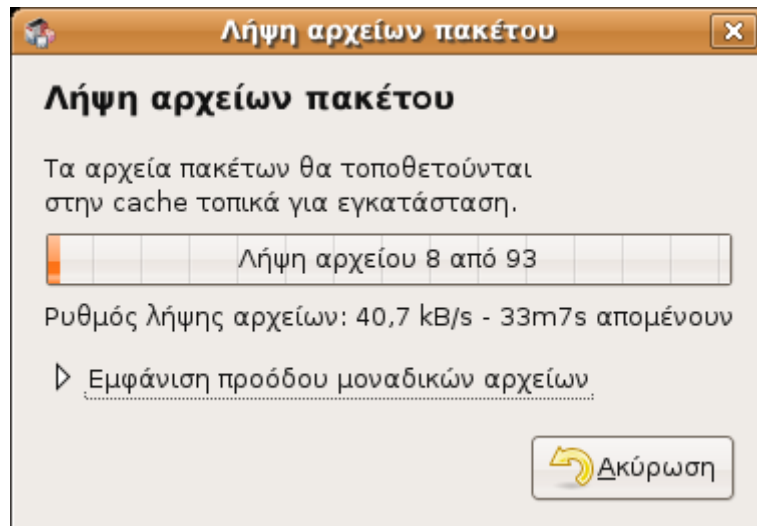 Λήψη αρχείων πακέτου
Λήψη αρχείων πακέτου
Τα αρχεία πακέτων θα τοποθετούνται
στην cache τοπικά για εγκατάσταση.
Λήψη αρχείου 8 από 93
Ρυθμός λήψης αρχείων: 40,7 kB/s - 33m7s απομένουν
Εμφάνιση προόδου μοναδικών αρχείων
Ακύρωση